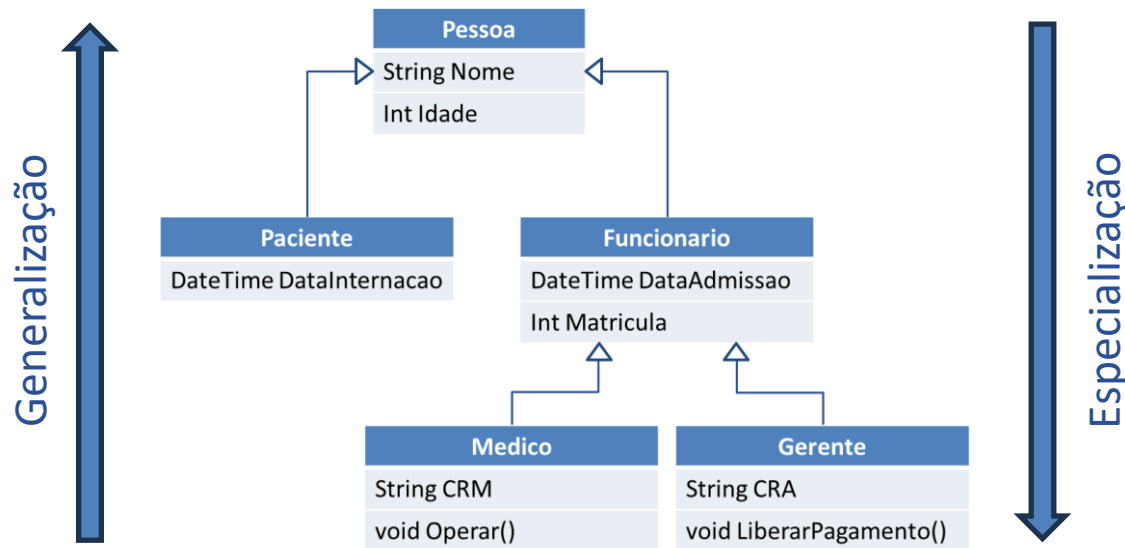 Generalização
Pessoa
String Nome
Int Idade
Paciente
DateTime DataInternacao
Funcionario
DateTime DataAdmissao
Int Matricula
Medico
String CRM
void Operar()
Gerente
String CRA
void LiberarPagamento()
Especialização